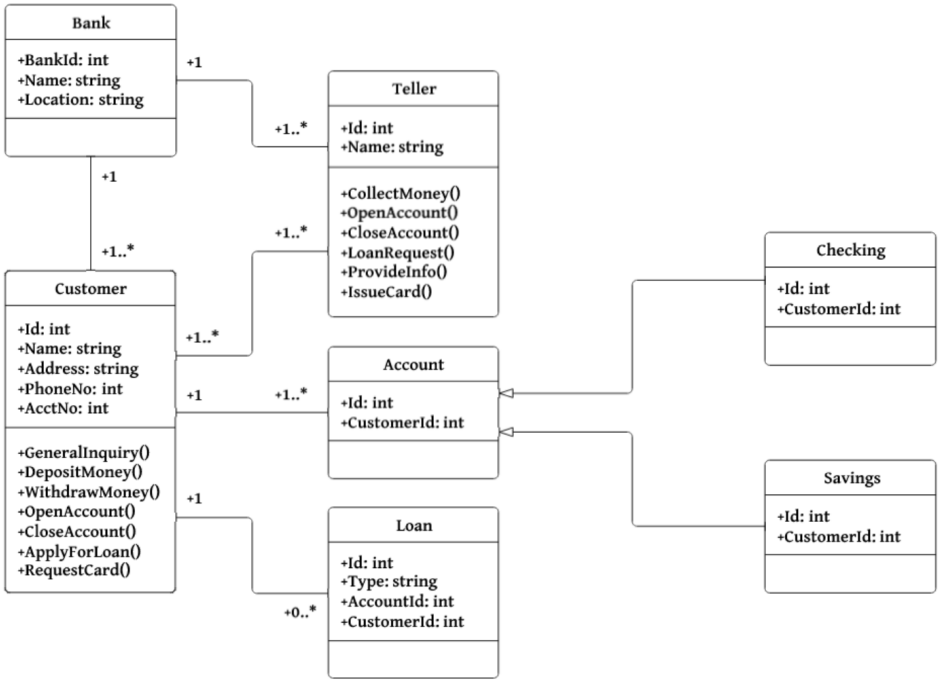 Bank
+BankId: int
+Name: string
+Location: string
+1
+1..*
Teller
+Id: int
+Name: string
+CollectMoney()
+OpenAccount()
+CloseAccount()
+LoanRequest()
+ProvideInfo()
+IssueCard()
+1
+1..*
Customer
+Id: int
+Name: string
+Address: string
+PhoneNo: int
+AcctNo: int
+GeneralInquiry()
+DepositMoney()
+WithdrawMoney()
+OpenAccount()
+CloseAccount()
+ApplyForLoan()
+RequestCard()
+1..*
+1..*
+1
+1..*
Account
+Id: int
+CustomerId: int
+1
+0..*
Loan
+Id: int
+Type: string
+AccountId: int
+CustomerId: int
Checking
+Id: int
+CustomerId: int
Savings
+Id: int
+CustomerId: int